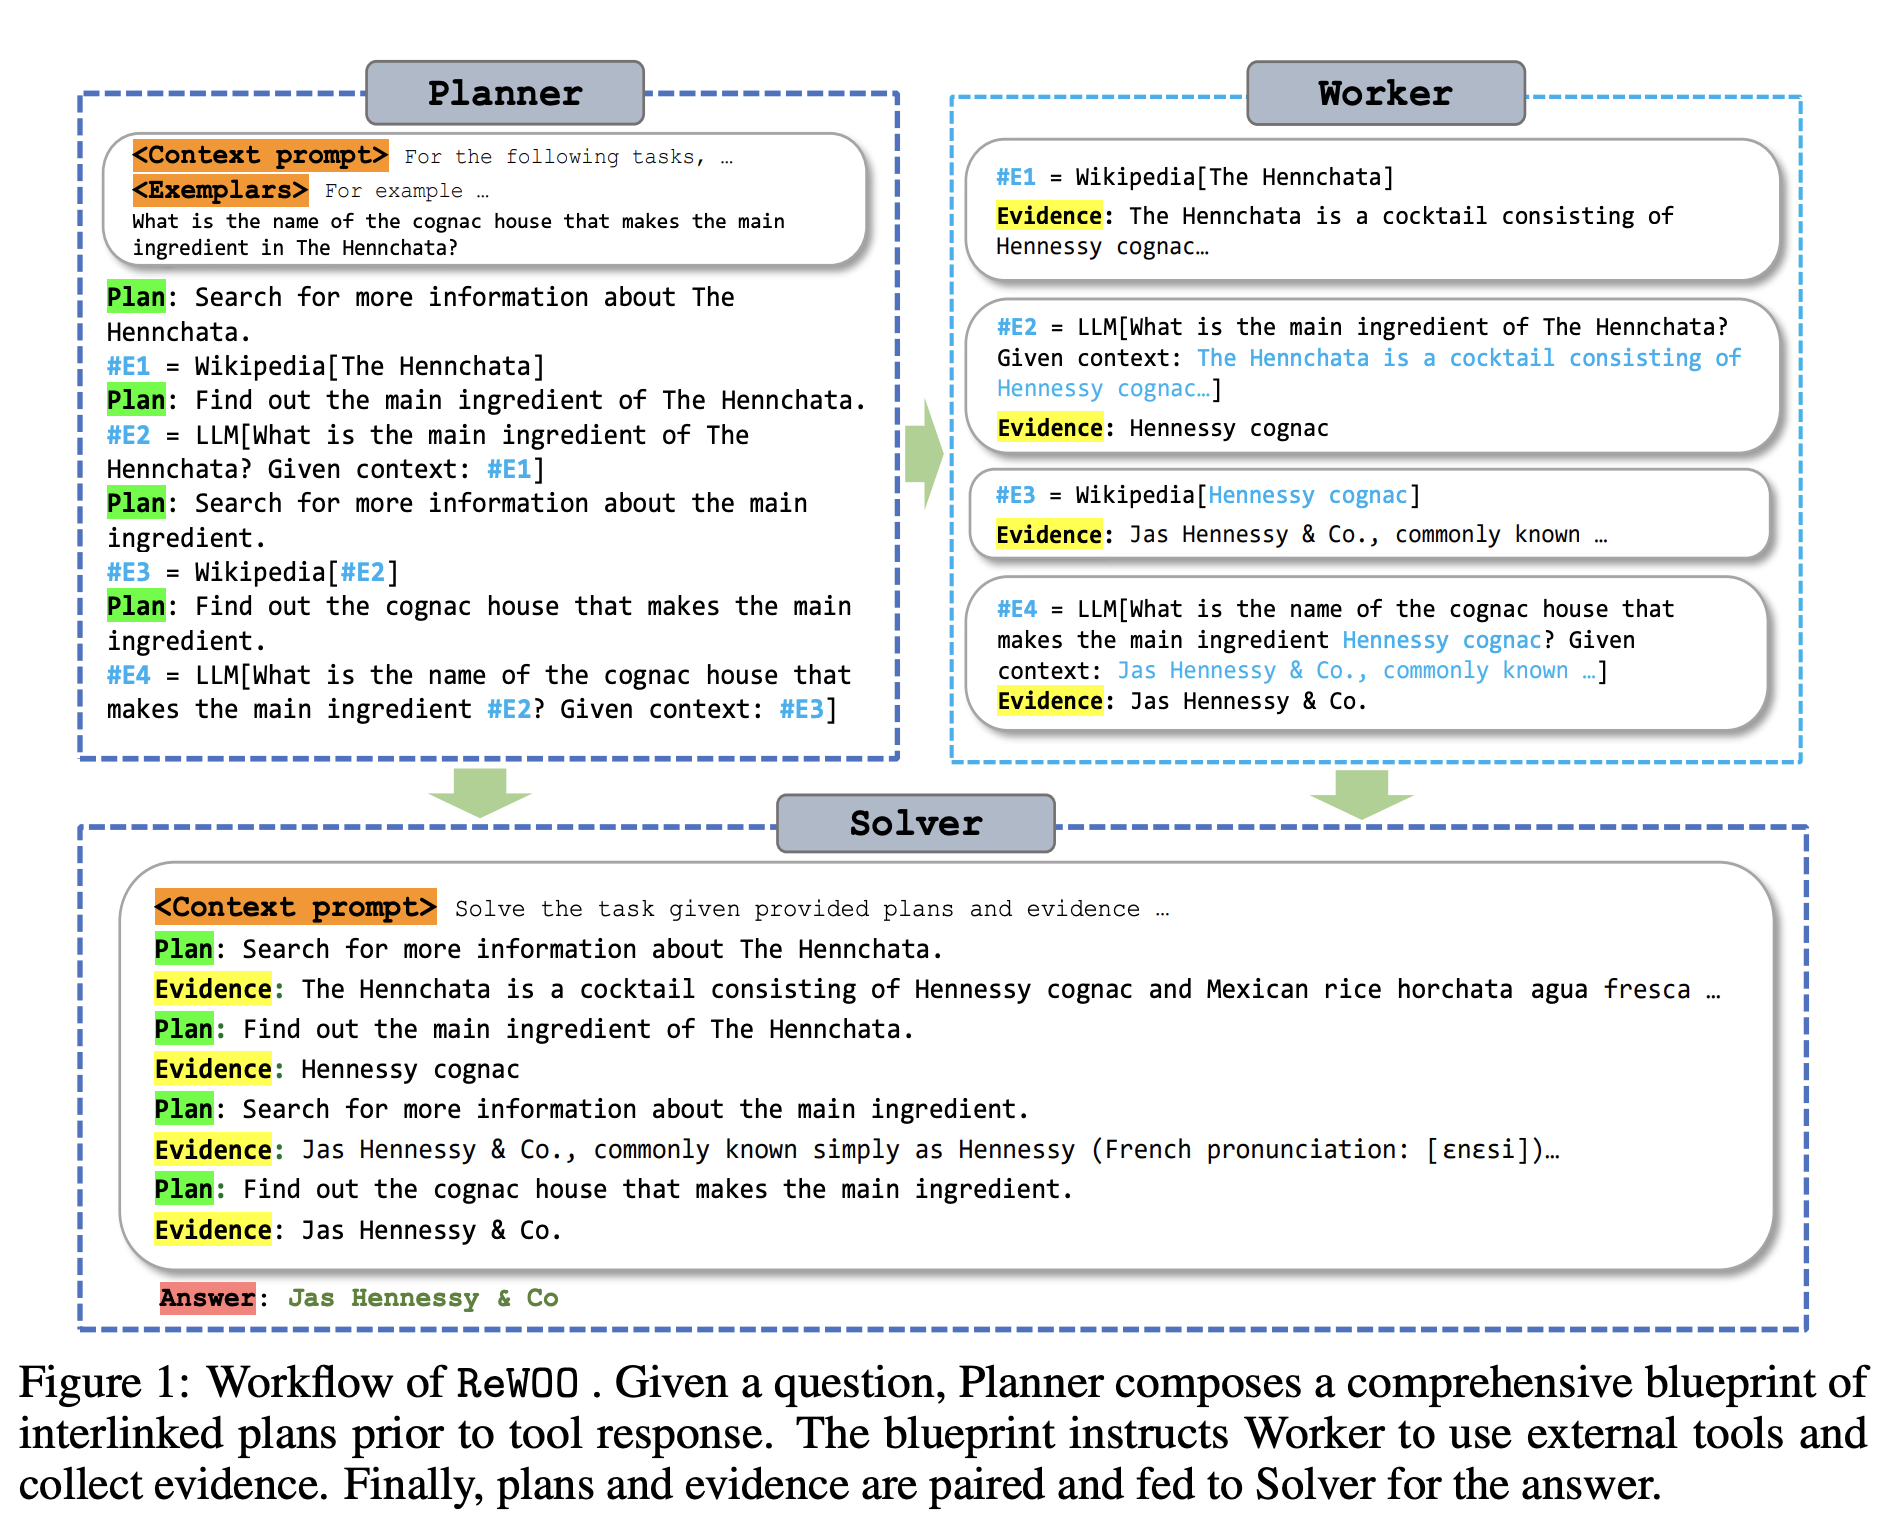 Planner
<Context prompt> For the following tasks, …
<Exemplars> For example …
What is the name of the cognac house that makes the main
ingredient in The Hennchata?
Plan: Search for more information about The
Hennchata.
#E1 = Wikipedia[The Hennchata]
Plan: Find out the main ingredient of The Hennchata.
#E2 = LLM[What is the main ingredient of The
Hennchata? Given context: #E1]
Plan: Search for more information about the main
ingredient.
#E3 = Wikipedia[#E2]
Plan: Find out the cognac house that makes the main
ingredient.
#E4 = LLM[What is the name of the cognac house that
makes the main ingredient #E2? Given context: #E3]
Worker
#E1 = Wikipedia[The Hennchata]
Evidence: The Hennchata is a cocktail consisting of
Hennessy cognac…
#E2 = LLM[What is the main ingredient of The Hennchata?
Given context: The Hennchata is a cocktail consisting of
Hennessy cognac…]
Evidence: Hennessy cognac
#E3 = Wikipedia[Hennessy cognac]
Evidence: Jas Hennessy & Co., commonly known …
#E4 = LLM[What is the name of the cognac house that
makes the main ingredient Hennessy cognac? Given
context: Jas Hennessy & Co., commonly known …]
Evidence: Jas Hennessy & Co.
Solver
<Context prompt> Solve the task given provided plans and evidence …
Plan: Search for more information about The Hennchata.
Evidence: The Hennchata is a cocktail consisting of Hennessy cognac and Mexican rice horchata agua fresca …
Plan: Find out the main ingredient of The Hennchata.
Evidence: Hennessy cognac
Plan: Search for more information about the main ingredient.
Evidence: Jas Hennessy & Co., commonly known simply as Hennessy (French pronunciation: [ɛnɛsi])…
Plan: Find out the cognac house that makes the main ingredient.
Evidence: Jas Hennessy & Co.
Answer: Jas Hennessy & Co
Figure 1: Workflow of ReWOO . Given a question, Planner composes a comprehensive blueprint of
interlinked plans prior to tool response. The blueprint instructs Worker to use external tools and
collect evidence. Finally, plans and evidence are paired and fed to Solver for the answer.